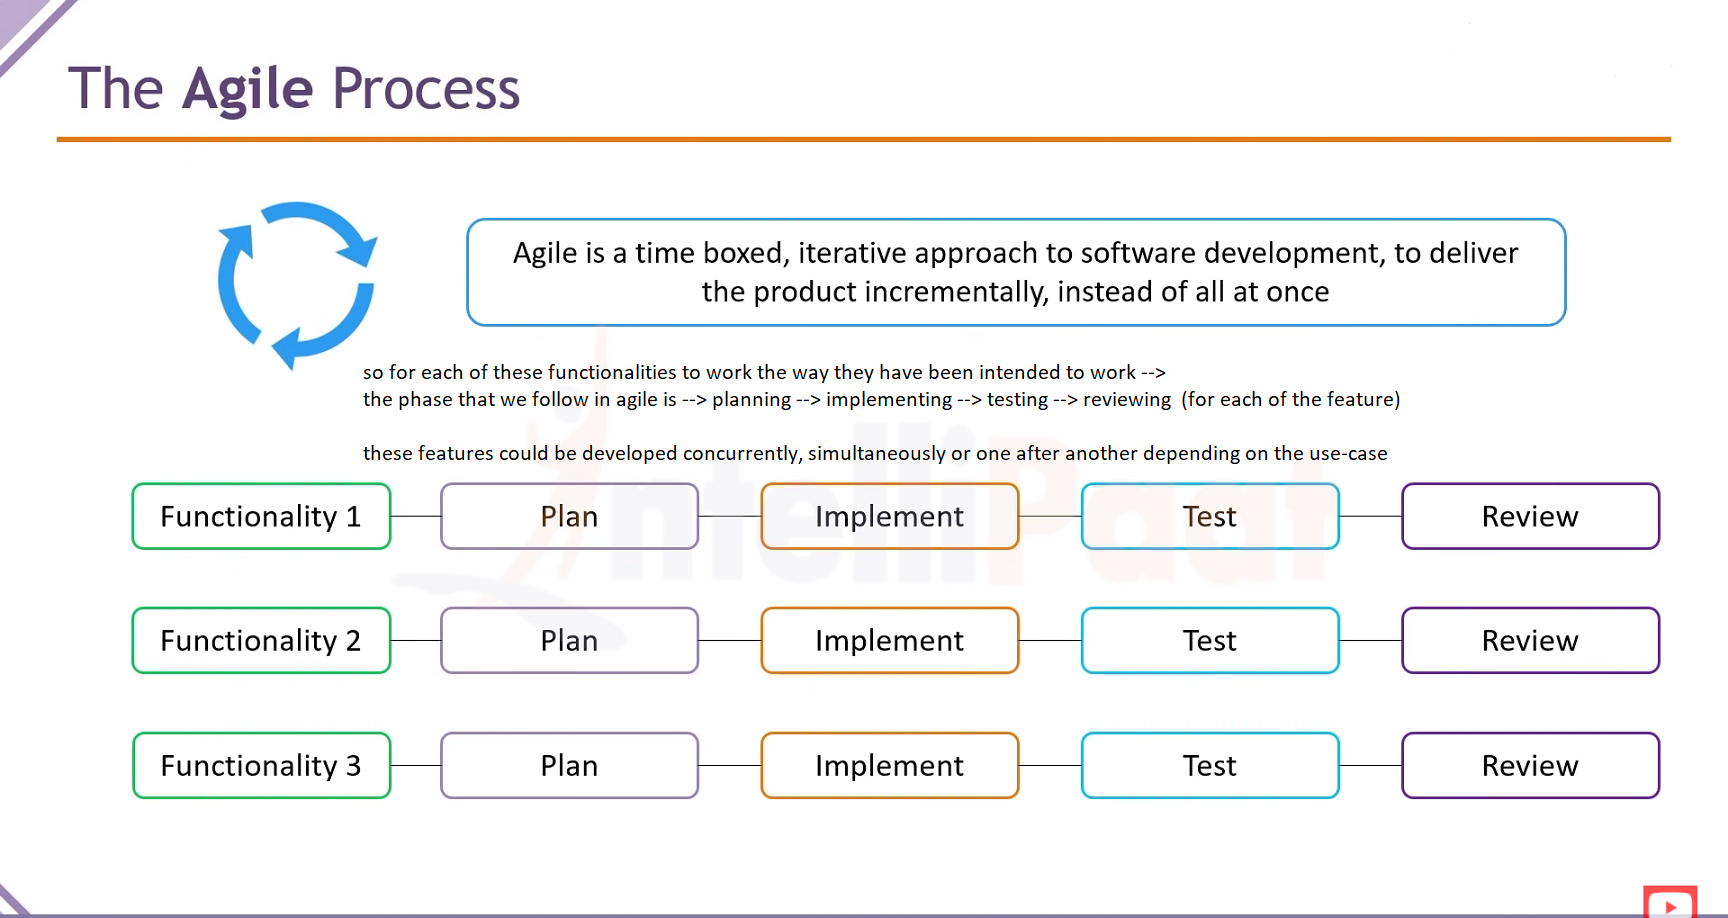 The Agile Process
Agile is a time boxed, iterative approach to software development, to deliver
the product incrementally, instead of all at once
so for each of these functionalities to work the way they have been intended to work -->
the phase that we follow in agile is --> planning --> implementing --> testing --> reviewing (for each of the feature)
these features could be developed concurrently, simultaneously or one after another depending on the use-case
Functionality 1 Plan Implement Test Review
IntelliPaat
Functionality 2 Plan Implement Test Review
Functionality 3 Plan Implement Test Review